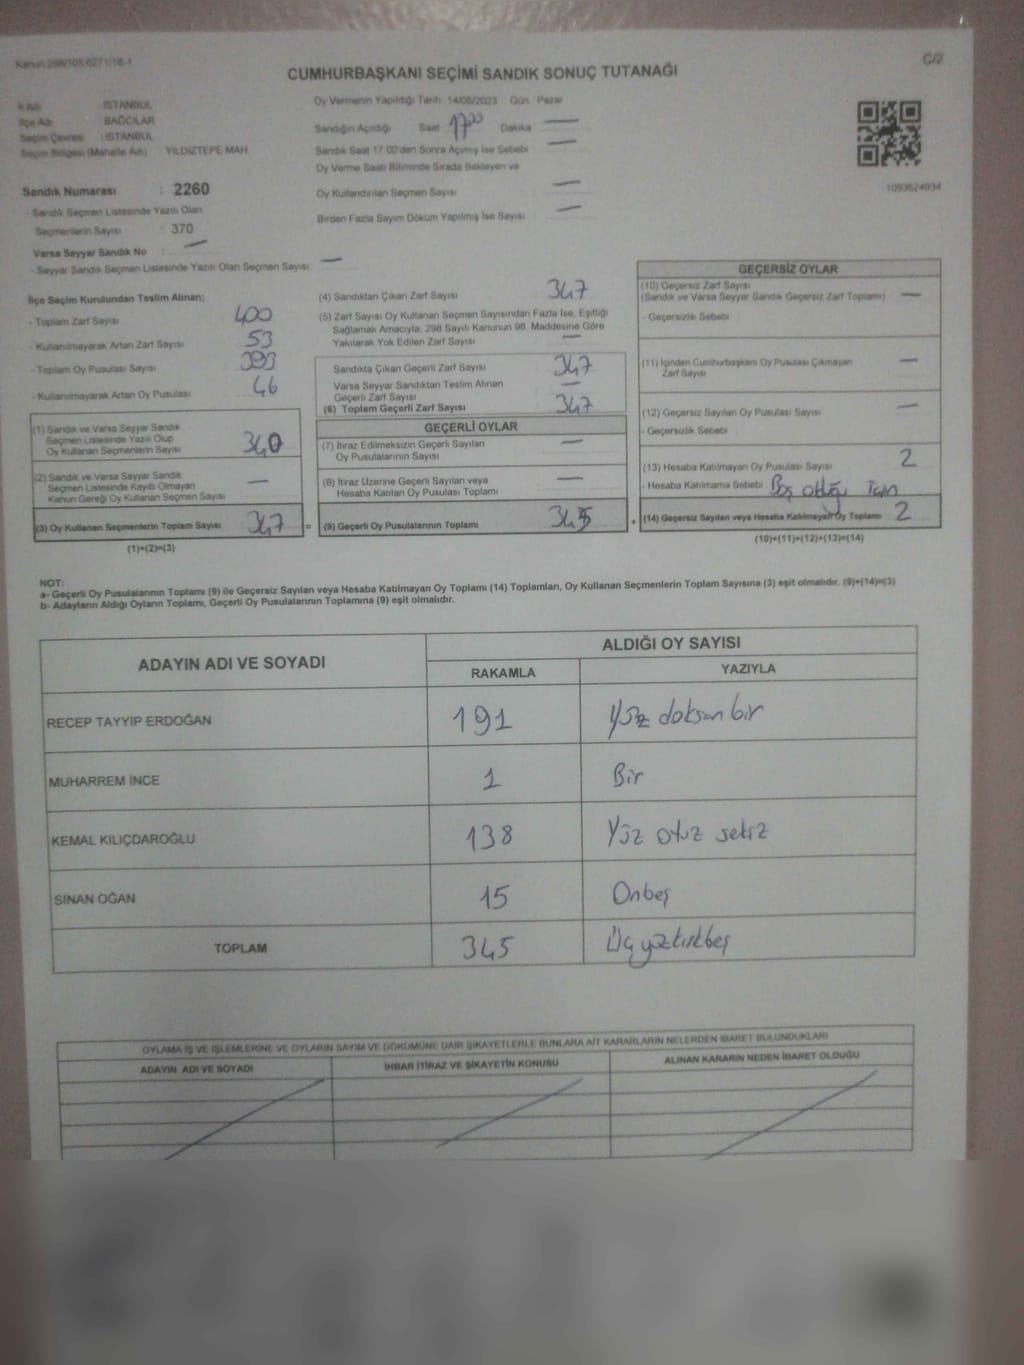 Kanun:298/105 6271/18-1
G/2
CUMHURBAŞKANI SEÇİMİ SANDIK SONUÇ TUTANAĞI
İl Adı : İSTANBUL
İlçe Adı : BAĞCILAR
Seçim Çevresi : İSTANBUL
Seçim Bölgesi (Mahalle Adı) YILDIZTEPE MAH
Sandık Numarası : 2260
- Sandık Seçmen Listesinde Yazılı Olan
Seçmenlerin Sayısı : 370
Varsa Seyyar Sandık No : —
- Seyyar Sandık Seçmen Listesinde Yazılı Olan Seçmen Sayısı: —
Oy Vermenin Yapıldığı Tarih :14/05/2023 Gün : Pazar
Sandığın Açıldığı Saat : 17 00 Dakika : —
Sandık Saat 17:00'den Sonra Açılmış İse Sebebi : —
Oy Verme Saati Bitiminde Sırada Bekleyen ve
Oy Kullandırılan Seçmen Sayısı : —
Birden Fazla Sayım Döküm Yapılmış İse Sayısı : —
1093624934
İlçe Seçim Kurulundan Teslim Alınan;
- Toplam Zarf Sayısı : 400
- Kullanılmayarak Artan Zarf Sayısı : 53
- Toplam Oy Pusulası Sayısı : 393
- Kullanılmayarak Artan Oy Pusulası : 46
(1) Sandık ve Varsa Seyyar Sandık
Seçmen Listesinde Yazılı Olup
Oy Kullanan Seçmenlerin Sayısı 340
(2) Sandık ve Varsa Seyyar Sandık
Seçmen Listesinde Kayıtlı Olmayan
Kanun Gereği Oy Kullanan Seçmen Sayısı : —
(3) Oy Kullanan Seçmenlerin Toplam Sayısı 347 =
(1)+(2)=(3)
(4) Sandıktan Çıkan Zarf Sayısı 347
(5) Zarf Sayısı Oy Kullanan Seçmen Sayısından Fazla İse, Eşitliği
Sağlamak Amacıyla, 298 Sayılı Kanunun 98. Maddesine Göre
Yakılarak Yok Edilen Zarf Sayısı —
Sandıkta Çıkan Geçerli Zarf Sayısı 347
Varsa Seyyar Sandıktan Teslim Alınan
Geçerli Zarf Sayısı —
(6) Toplam Geçerli Zarf Sayısı 347
GEÇERLİ OYLAR
(7) İtiraz Edilmeksizin Geçerli Sayılan
Oy Pusulalarının Sayısı —
(8) İtiraz Üzerine Geçerli Sayılan veya
Hesaba Katılan Oy Pusulası Toplamı —
(9) Geçerli Oy Pusulalarının Toplamı 345 +
GEÇERSİZ OYLAR
(10) Geçersiz Zarf Sayısı
(Sandık ve Varsa Seyyar Sandık Geçersiz Zarf Toplamı) —
- Geçersizlik Sebebi
(11) İçinden Cumhurbaşkanı Oy Pusulası Çıkmayan
Zarf Sayısı —
(12) Geçersiz Sayılan Oy Pusulası Sayısı —
- Geçersizlik Sebebi
(13) Hesaba Katılmayan Oy Pusulası Sayısı 2
- Hesaba Katılmama Sebebi Boş olduğu için
(14) Geçersiz Sayılan veya Hesaba Katılmayan Oy Toplamı 2
(10)+(11)+(12)+(13)=(14)
NOT:
a- Geçerli Oy Pusulalarının Toplamı (9) ile Geçersiz Sayılan veya Hesaba Katılmayan Oy Toplamı (14) Toplamları, Oy Kullanan Seçmenlerin Toplam Sayısına (3) eşit olmalıdır. (9)+(14)=(3)
b- Adayların Aldığı Oyların Toplamı, Geçerli Oy Pusulalarının Toplamına (9) eşit olmalıdır.
ADAYIN ADI VE SOYADI ALDIĞI OY SAYISI
RAKAMLA YAZIYLA
RECEP TAYYİP ERDOĞAN 191 Yüz doksan bir
MUHARREM İNCE 1 Bir
KEMAL KILIÇDAROĞLU 138 Yüz otuz sekiz
SİNAN OĞAN 15 Onbeş
TOPLAM 345 Üçyüzkırkbeş
OYLAMA İŞ VE İŞLEMLERİNE VE OYLARIN SAYIM VE DÖKÜMÜNE DAİR ŞİKAYETLERLE BUNLARA AİT KARARLARIN NELERDEN İBARET BULUNDUKLARI
ADAYIN ADI VE SOYADI İHBAR İTİRAZ VE ŞİKAYETİN KONUSU ALINAN KARARIN NEDEN İBARET OLDUĞU